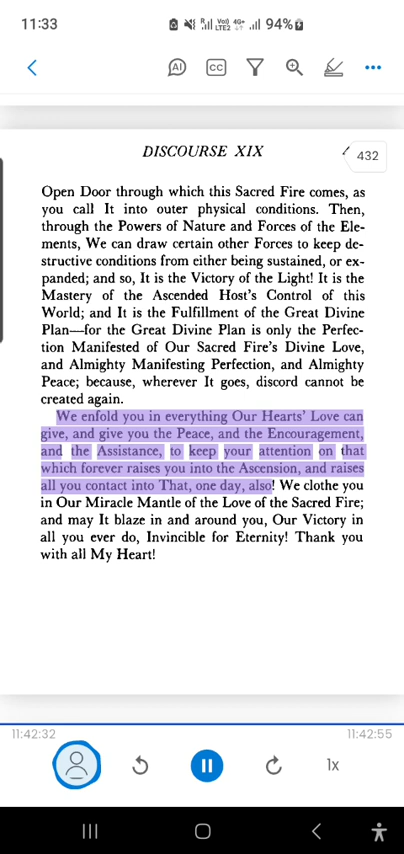 11:33
94%
AI
CC
DISCOURSE XIX
432
Open Door through which this Sacred Fire comes, as
you call It into outer physical conditions. Then,
through the Powers of Nature and Forces of the Ele-
ments, We can draw certain other Forces to keep de-
structive conditions from either being sustained, or ex-
panded; and so, It is the Victory of the Light! It is the
Mastery of the Ascended Host's Control of this
World; and It is the Fulfillment of the Great Divine
Plan—for the Great Divine Plan is only the Perfec-
tion Manifested of Our Sacred Fire's Divine Love,
and Almighty Manifesting Perfection, and Almighty
Peace; because, wherever It goes, discord cannot be
created again.
We enfold you in everything Our Hearts' Love can
give, and give you the Peace, and the Encouragement,
and the Assistance, to keep your attention on that
which forever raises you into the Ascension, and raises
all you contact into That, one day, also! We clothe you
in Our Miracle Mantle of the Love of the Sacred Fire;
and may It blaze in and around you, Our Victory in
all you ever do, Invincible for Eternity! Thank you
with all My Heart!
11:42:32
11:42:55
1x